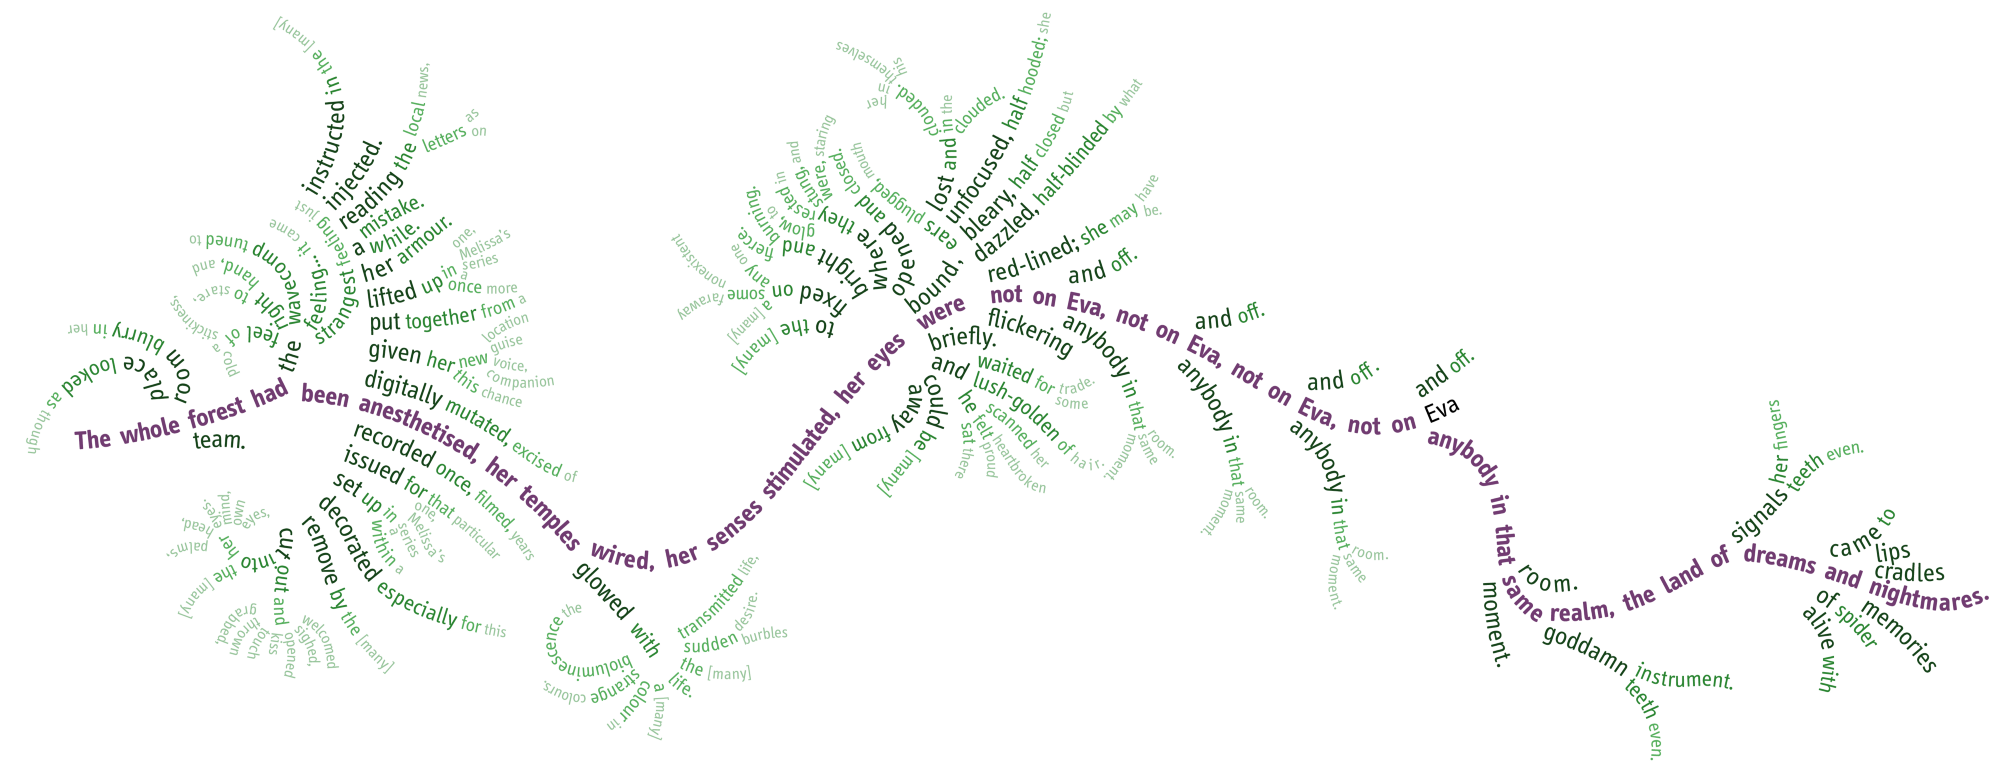 The whole forest had been anesthetised, her temples wired, her senses stimulated, her eyes were not on Eva, not on Eva, not on Eva, not on Eva anybody in that same realm, the land of dreams and nightmares.
room blurry in her
place looked as though
team.
the
feel of a cold
right hand, and
to stare, stickiness,
wavecomp tuned to
feeling... it came
strangest feeling just
instructed in the [many]
injected.
reading the local news,
letters as
on
mistake.
a while.
her armour.
lifted up in one,
Melissa's
series
a
once more
put together from a
location
guise
given her new voice,
companion
this chance
digitally mutated, excised of
recorded once, filmed, years
issued for that particular
set up in series
one,
Melissa's
within a
a
decorated especially for this
remove by the [many]
cut out and kiss
opened
sighed,
welcomed
touch
thrown
grabbed,
into the [many]
her eyes,
mind,
own
eyes,
head,
palms,
glowed with
bioluminescence the
strange colours,
colour in
a [many]
life.
the [many]
sudden burbles
desire.
transmitted life,
to the [many]
a [many]
fixed on some faraway
nonexistent
any one
bright and fierce.
burning.
glow, to
where they rested in
stung, and
were, staring
opened and closed.
bound,
ears plugged, mouth
lost and in the
clouded.
clouded.
her in
his
themselves
unfocused, half hooded; she
bleary, half closed but
dazzled, half-blinded by what
red-lined; she may have
be.
and off.
briefly.
flickering
and lush-golden of hair.
waited for trade.
some
he felt proud
heartbroken
scanned her
sat there
could be [many]
away from [many]
anybody in that same
room.
moment.
and off.
anybody in that same
room.
moment.
and off.
anybody in that same
room.
moment.
and off.
room.
moment.
goddamn instrument.
teeth even.
signals her fingers
teeth even.
came to
lips
cradles
of spider
memories
alive with